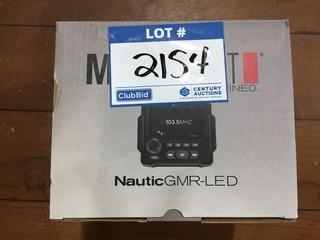 LOT #
2154
ClubBid
CENTURY
AUCTIONS
103.5MHZ
NauticGMR-LED